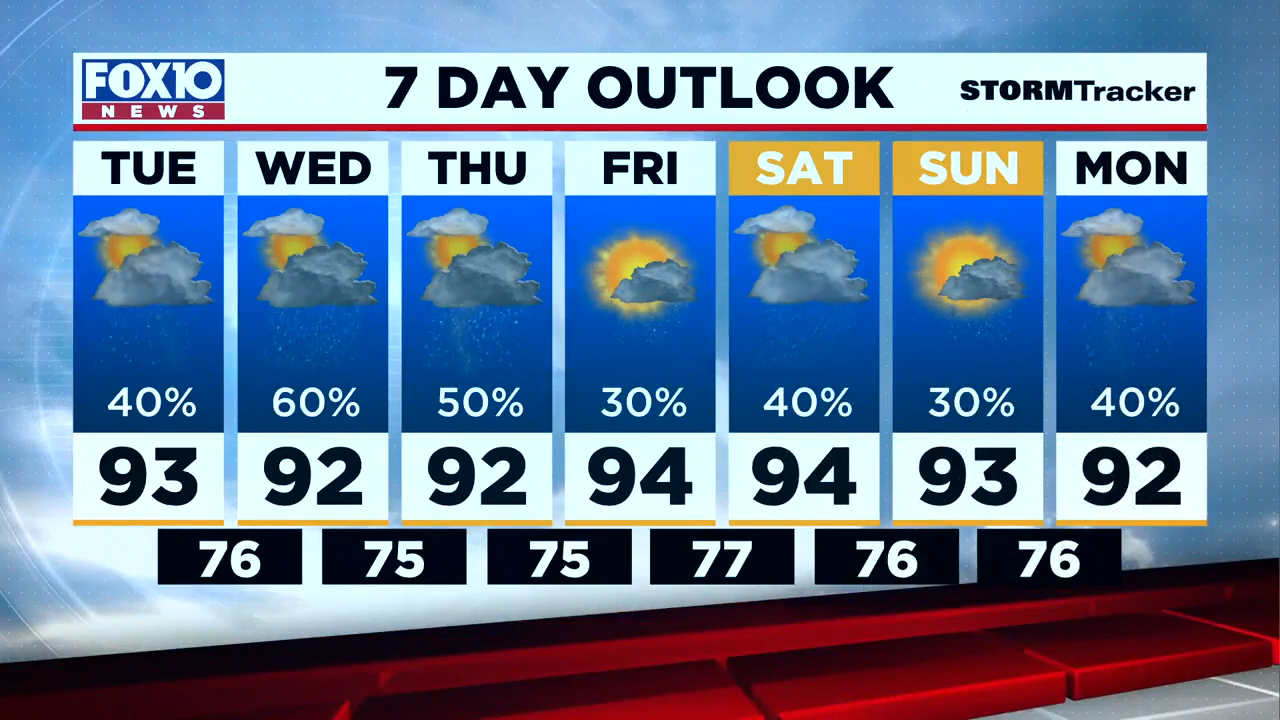 FOX10
NEWS
7 DAY OUTLOOK
STORMTracker
TUE WED THU FRI SAT SUN MON
40% 60% 50% 30% 40% 30% 40%
93 92 92 94 94 93 92
76 75 75 77 76 76